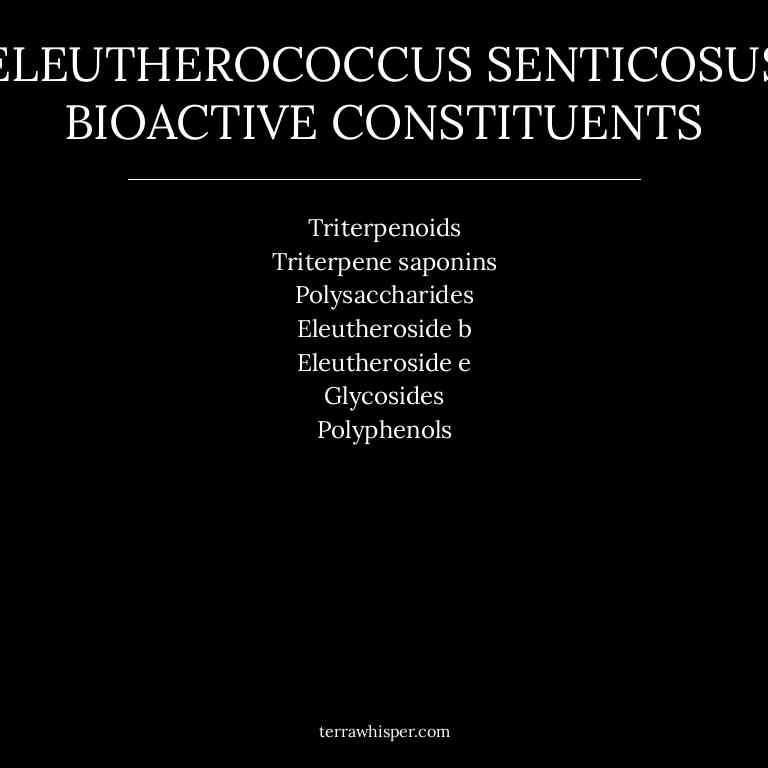 ELEUTHEROCOCCUS SENTICOSUS
BIOACTIVE CONSTITUENTS
Triterpenoids
Triterpene saponins
Polysaccharides
Eleutheroside b
Eleutheroside e
Glycosides
Polyphenols
terrawhisper.com